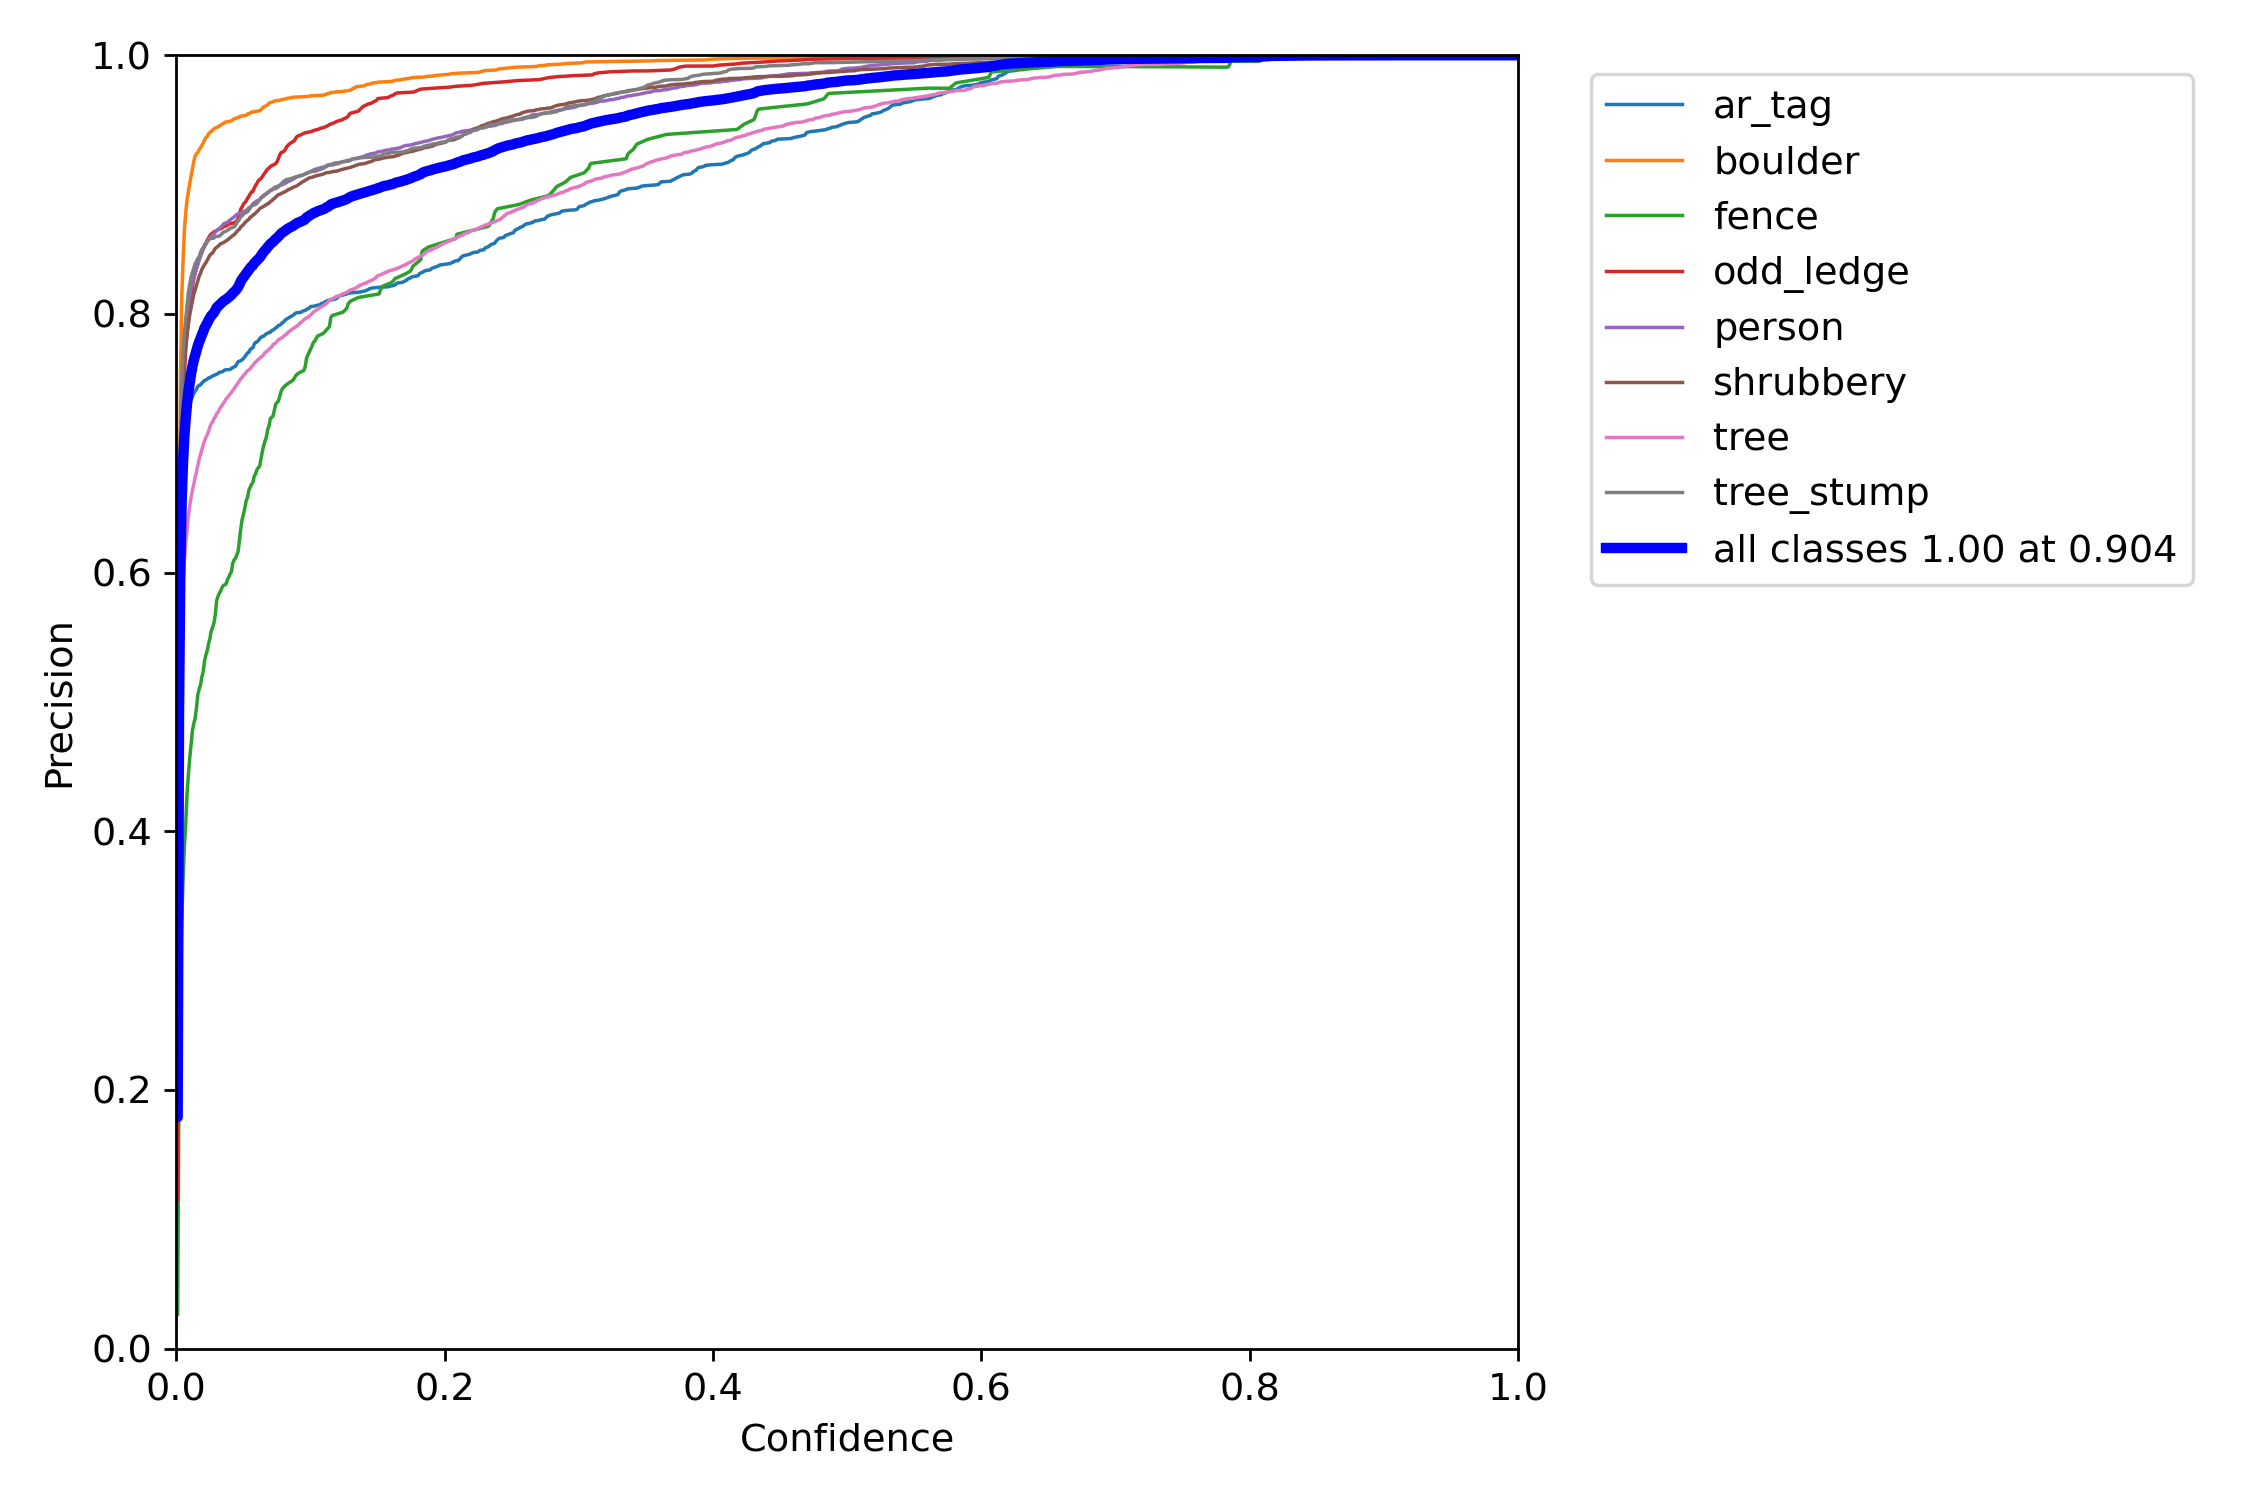 1.0
0.8
0.6
0.4
0.2
0.0
Precision
0.0 0.2 0.4 0.6 0.8 1.0
Confidence
ar_tag
boulder
fence
odd_ledge
person
shrubbery
tree
tree_stump
all classes 1.00 at 0.904